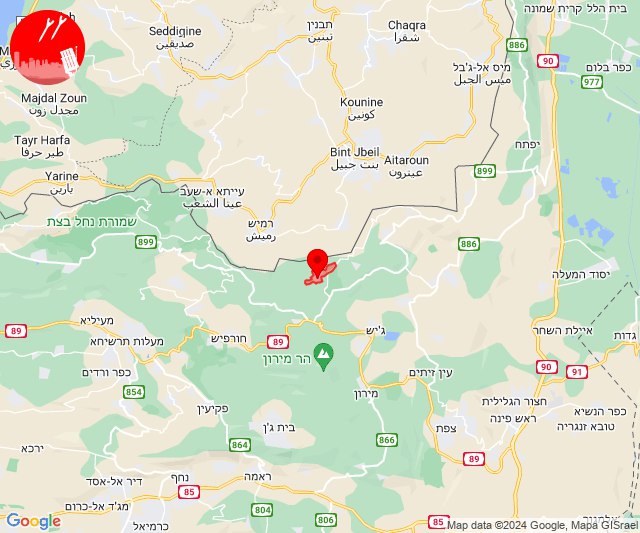 Seddigine
صديقين
תבנין
تبنين
Chaqra
شقرا
בית הלל
קרית שמונה
886
90
כפר בלום
977
מיס אל-ג'בל
ميس الجبل
Majdal Zoun
مجدل زون
Kounine
كونين
Tayr Harfa
طير حرفا
Bint Jbeil
بنت جبيل
Aitaroun
عيترون
יפתח
899
Yarine
يارين
עייתא א-שעב
عيتا الشعب
רמיש
رميش
שמורת נחל בצת
899
886
יסוד המעלה
89
מעיליא
מעלות תרשיחא
חורפיש
89
ג'יש
איילת השחר
גדות
הר מירון
כפר ורדים
90
91
854
מירון
עין זיתים
חצור הגלילית
ראש פינה
כפר הנשיא
טובא זנגריה
פקיעין
בית ג'ן
צפת
866
864
ירכא
89
דיר אל-אסד
נחף
ראמה
85
מג'ד אל-כרום
804
כרמיאל
806
85
Google
Map data ©2024 Google, Mapa GISrael